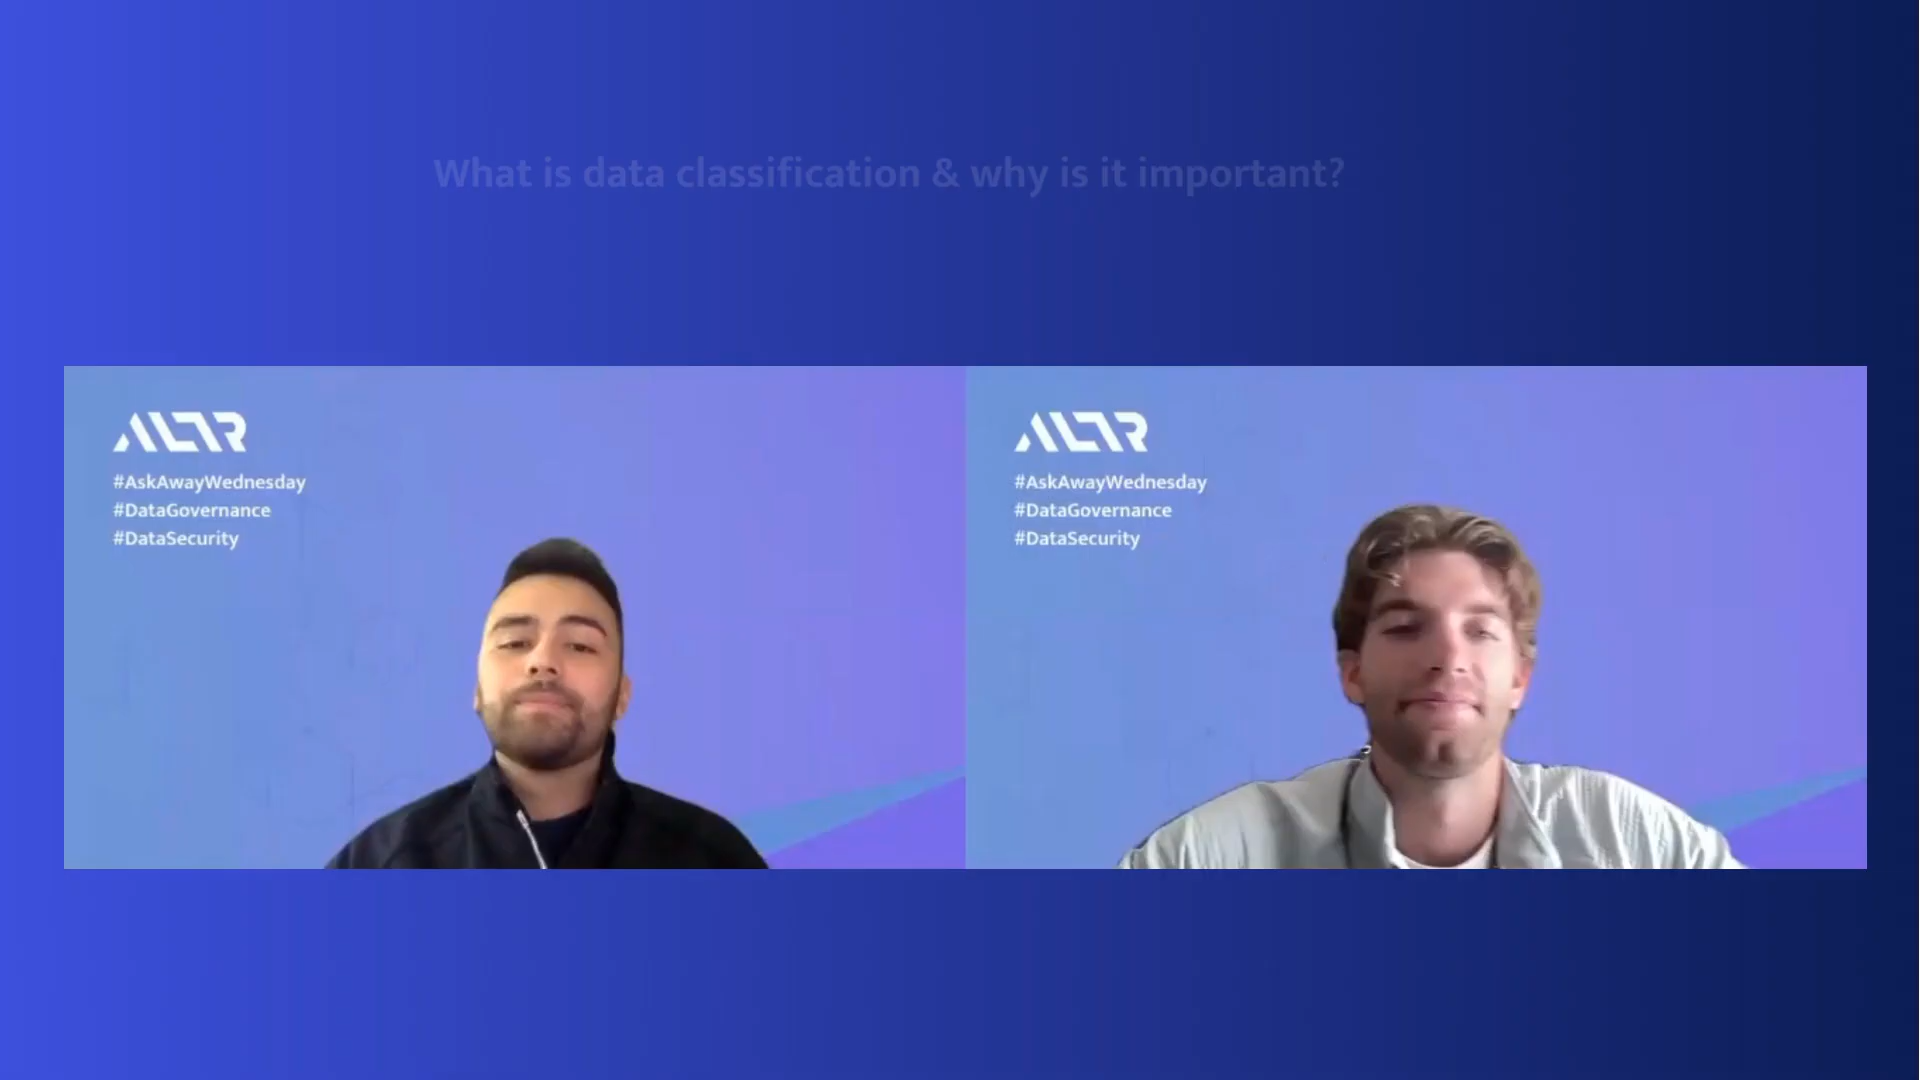 What is data classification & why is it important?
ALTR
#AskAwayWednesday
#DataGovernance
#DataSecurity
ALTR
#AskAwayWednesday
#DataGovernance
#DataSecurity